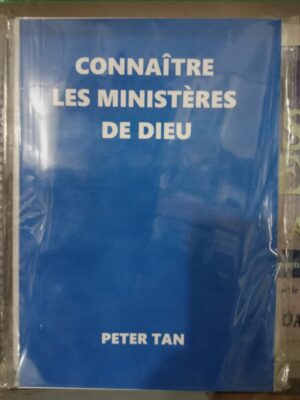 CONNAÎTRE
LES MINISTÈRES
DE DIEU
PETER TAN